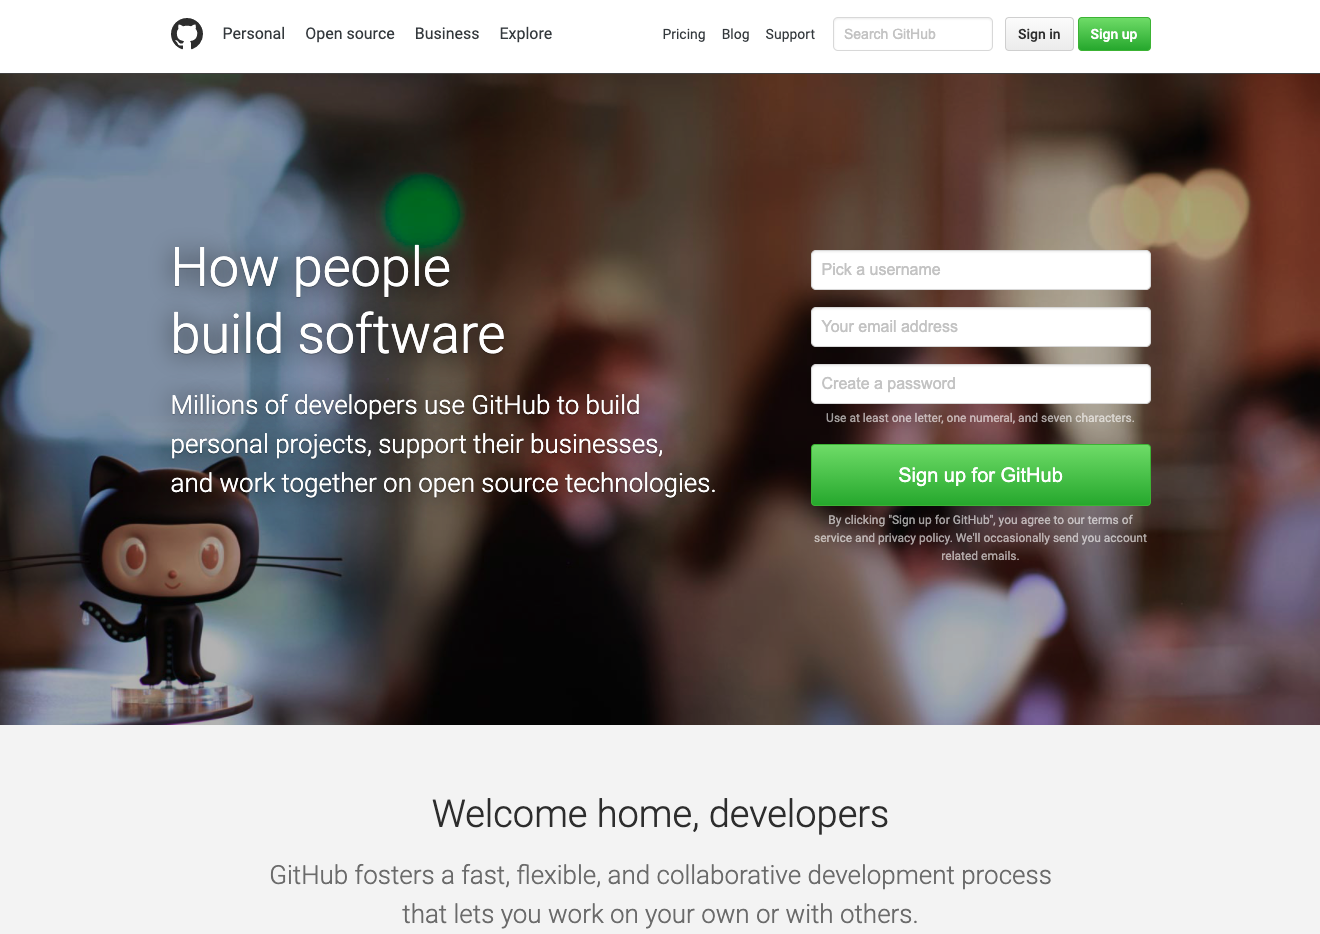 Personal Open source Business Explore Pricing Blog Support Search GitHub Sign in Sign up
How people
build software
Millions of developers use GitHub to build
personal projects, support their businesses,
and work together on open source technologies.
Pick a username
Your email address
Create a password
Use at least one letter, one numeral, and seven characters.
Sign up for GitHub
By clicking "Sign up for GitHub", you agree to our terms of
service and privacy policy. We'll occasionally send you account
related emails.
Welcome home, developers
GitHub fosters a fast, flexible, and collaborative development process
that lets you work on your own or with others.